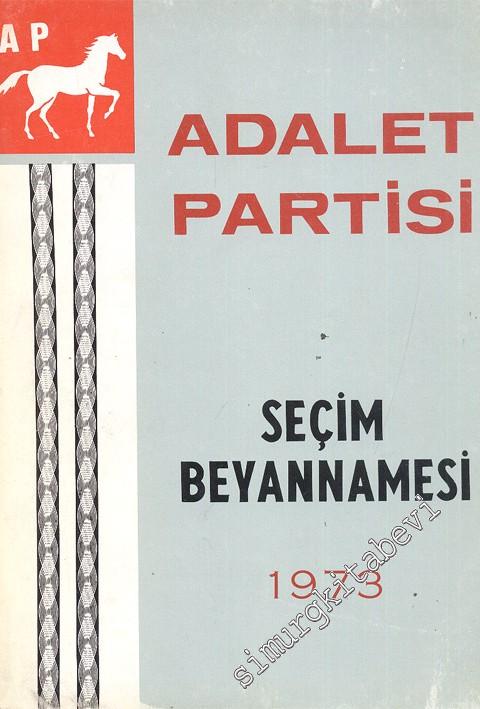 AP
ADALET
PARTİSİ
SEÇİM
BEYANNAMESİ
1973
simurgkitabevi